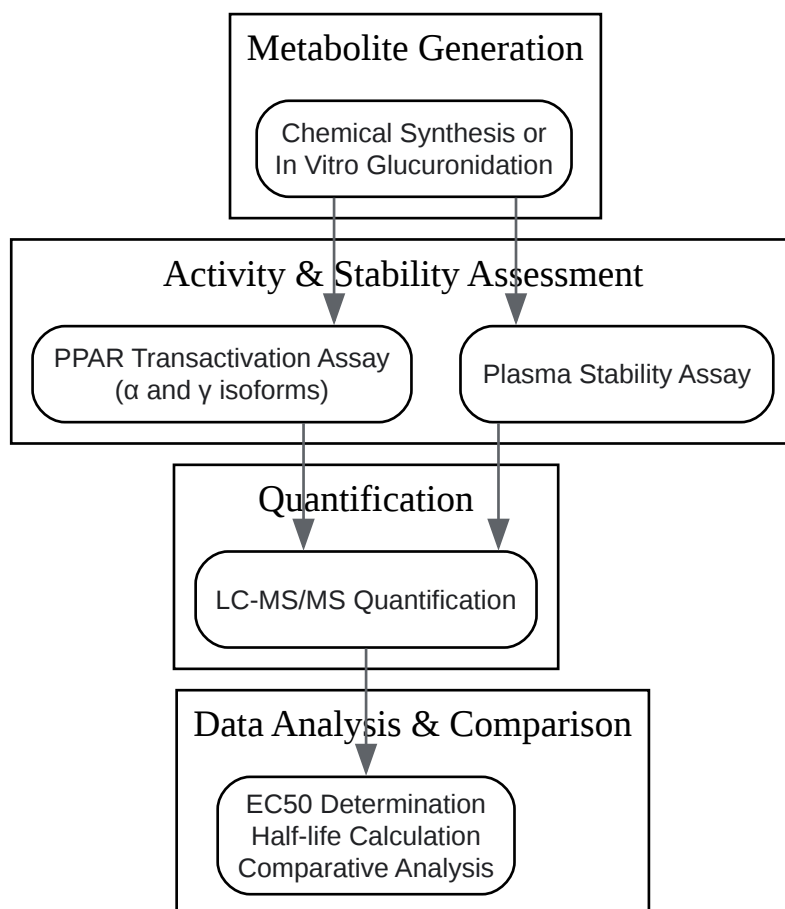 Metabolite Generation
Chemical Synthesis or
In Vitro Glucuronidation
Activity & Stability Assessment
PPAR Transactivation Assay
(α and γ isoforms)
Plasma Stability Assay
Quantification
LC-MS/MS Quantification
Data Analysis & Comparison
EC50 Determination
Half-life Calculation
Comparative Analysis